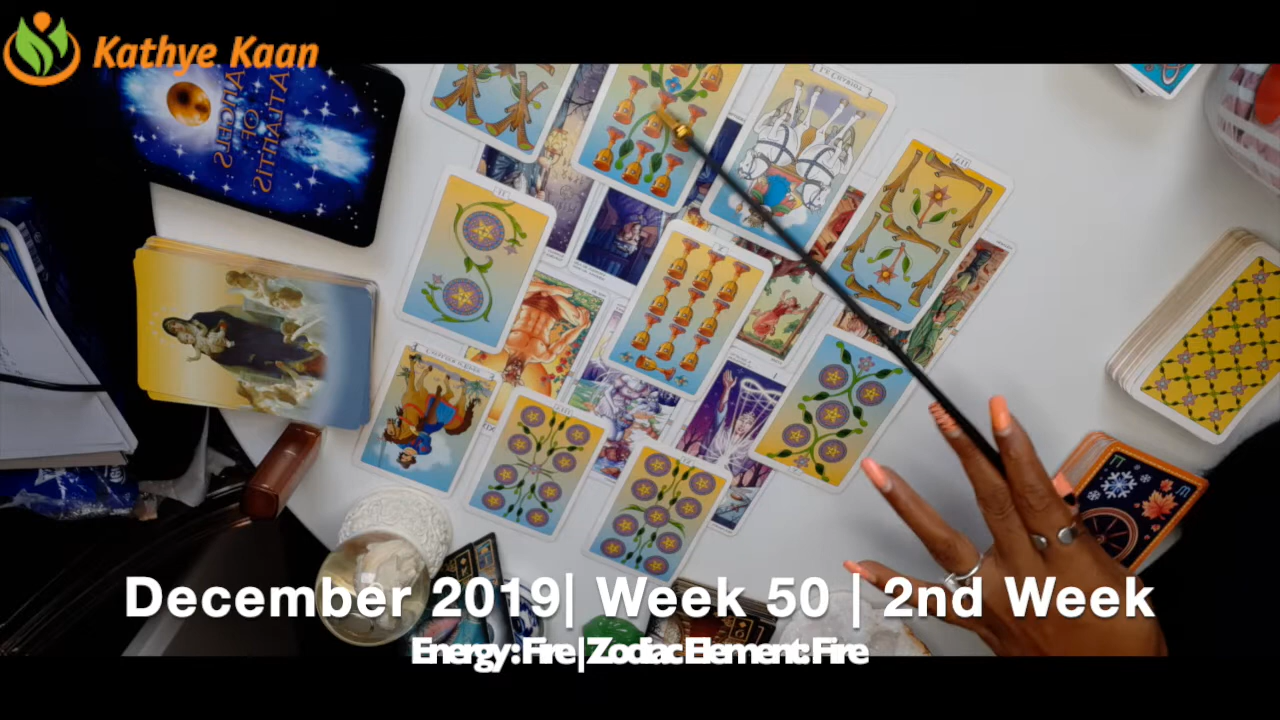 Kathye Kaan
ANGELS
OF
ATLANTIS
December 2019| Week 50 | 2nd Week
Energy: Fire | Zodiac Element: Fire